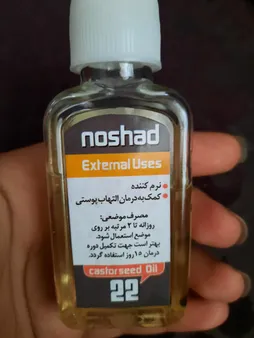 noshad
External Uses
نرم کننده
کمک به درمان التهاب پوستی
مصرف موضعی:
روزانه تا ۲ مرتبه بر روی
موضع استعمال شود.
بهتر است جهت تکمیل دوره
درمان ۱۵ روز استفاده گردد.
castorseed Oil
22